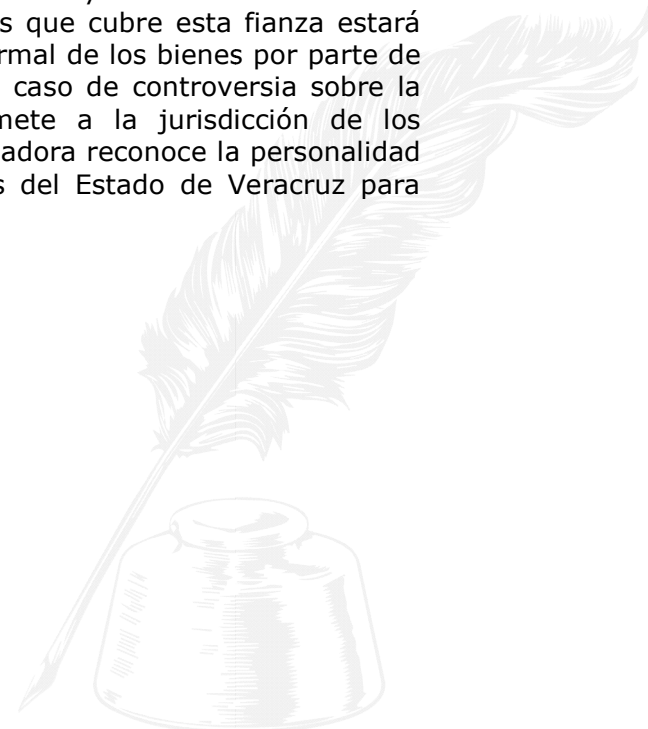 s que cubre esta fianza estará
rmal de los bienes por parte de
caso de controversia sobre la
mete a la jurisdicción de los
adora reconoce la personalidad
s del Estado de Veracruz para